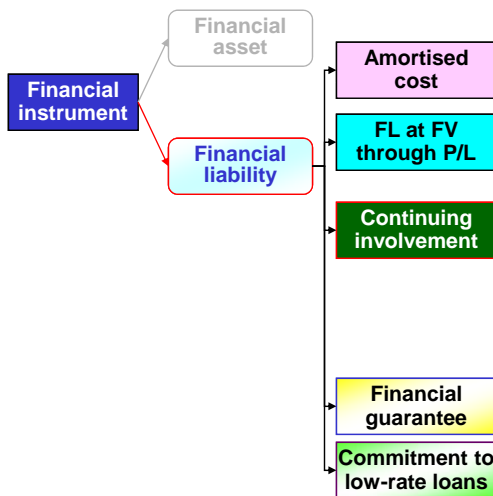 Financial
asset
Financial
instrument
Amortised
cost
FL at FV
through P/L
Financial
liability
Continuing
involvement
Financial
guarantee
Commitment to
low-rate loans